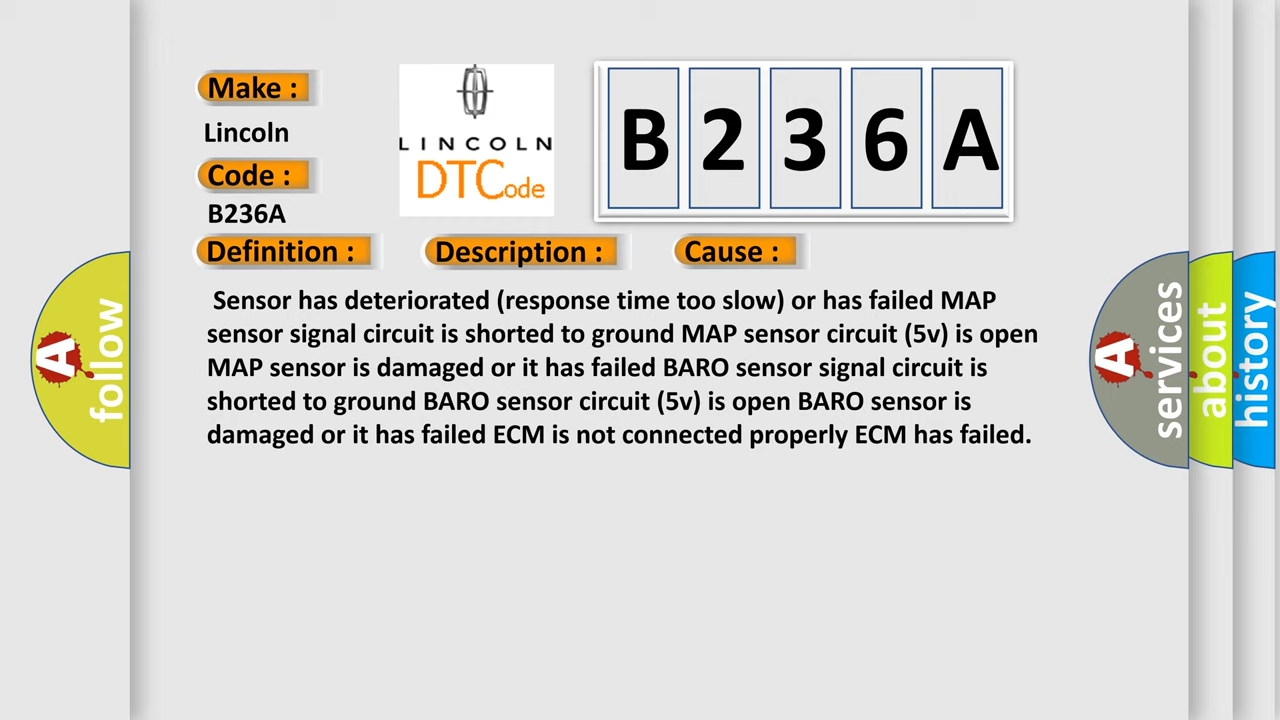 Make :
Lincoln
Code :
B236A
LINCOLN
DTCode
B 2 3 6 A
Definition :
Description :
Cause :
Sensor has deteriorated (response time too slow) or has failed MAP
sensor signal circuit is shorted to ground MAP sensor circuit (5v) is open
MAP sensor is damaged or it has failed BARO sensor signal circuit is
shorted to ground BARO sensor circuit (5v) is open BARO sensor is
damaged or it has failed ECM is not connected properly ECM has failed.
A
follow
A
services
about
history